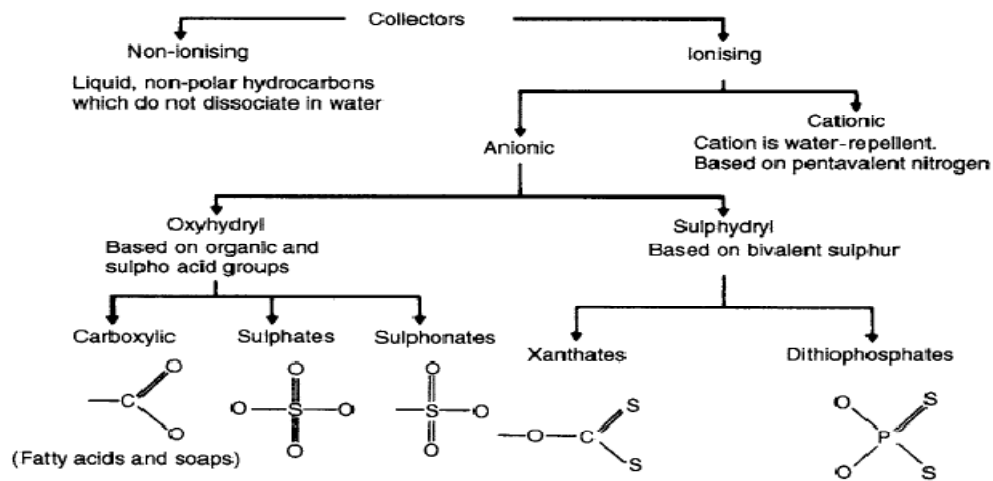 Collectors
Non-ionising
Ionising
Liquid, non-polar hydrocarbons
which do not dissociate in water
Cationic
Cation is water-repellent.
Based on pentavalent nitrogen
Anionic
Oxyhydryl
Based on organic and
sulpho acid groups
Sulphydryl
Based on bivalent sulphur
Carboxylic
Sulphates
Sulphonates
Xanthates
Dithiophosphates
O
C
O
O
O S O
O
O
S O
O
O C
S
S
O
S
P
O
S
(Fatty acids and soaps.)